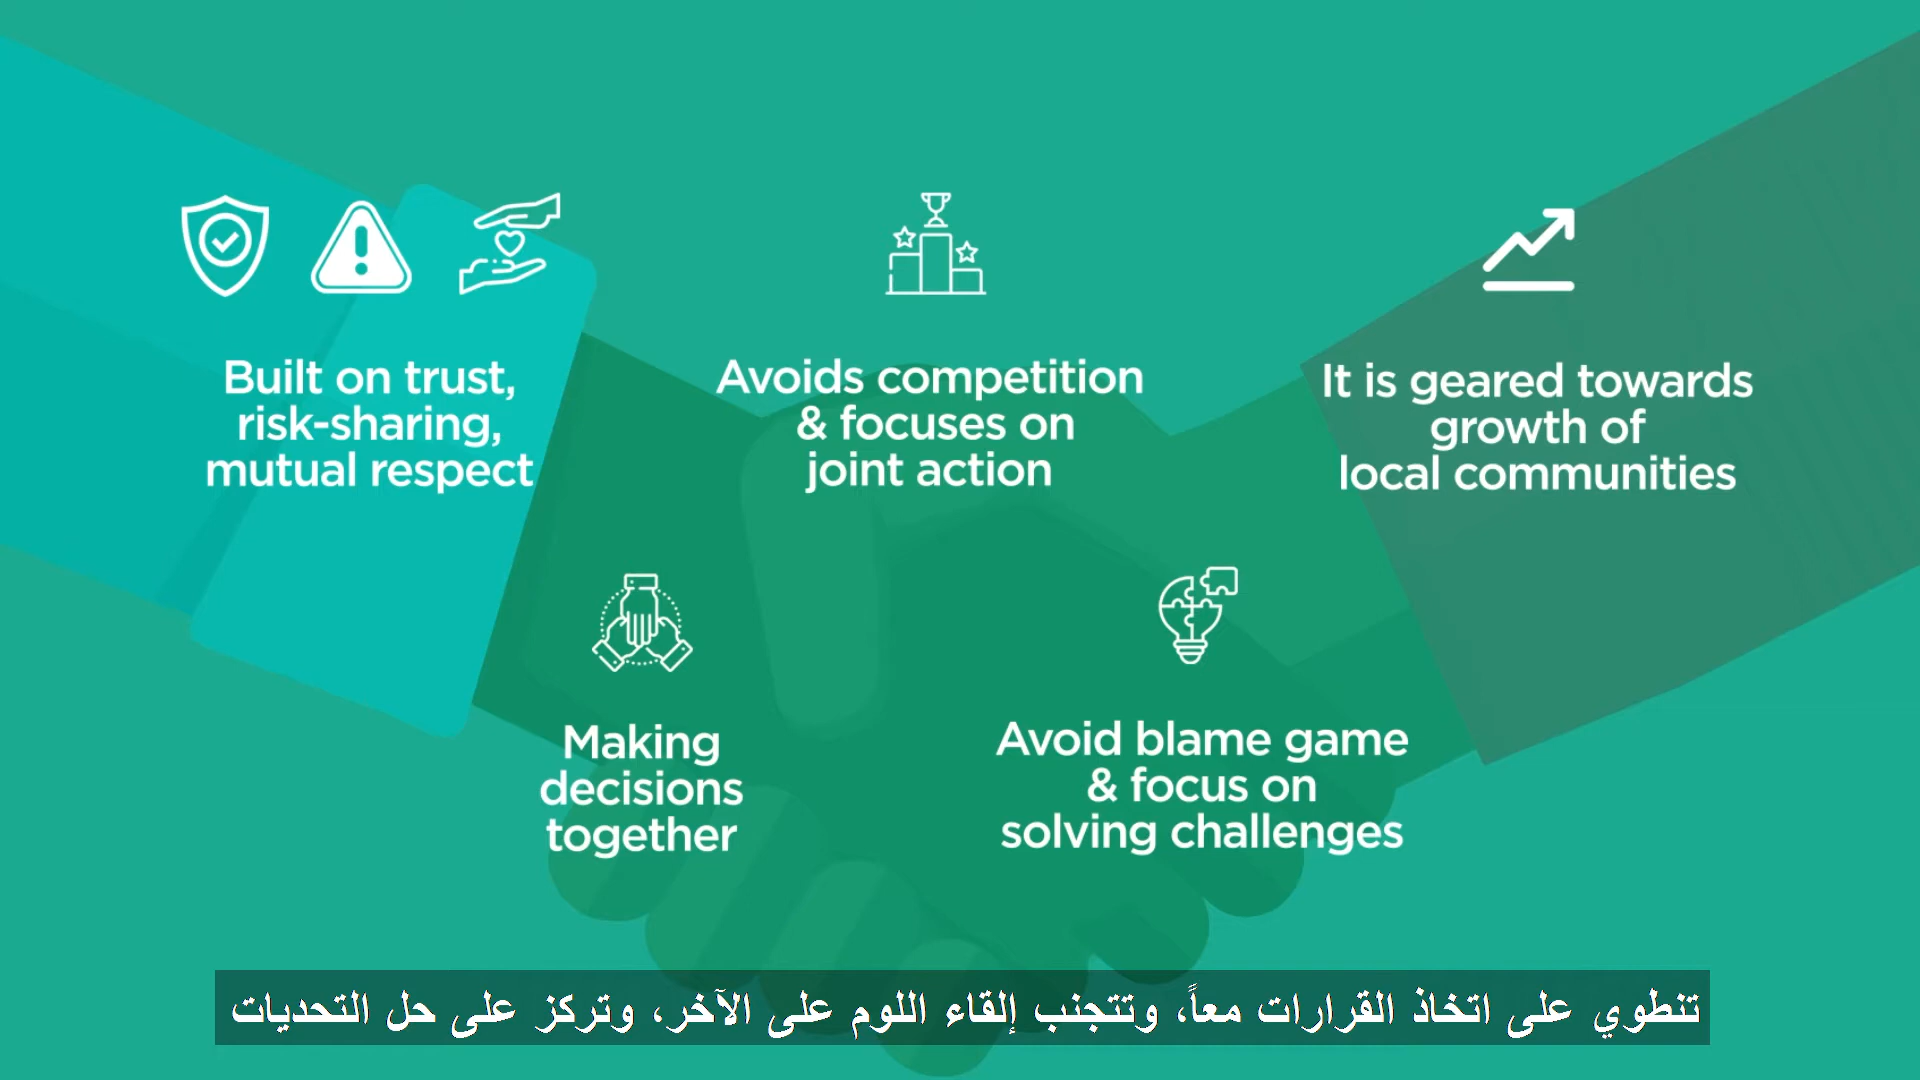 Built on trust,
risk-sharing,
mutual respect
Avoids competition
& focuses on
joint action
It is geared towards
growth of
local communities
Making
decisions
together
Avoid blame game
& focus on
solving challenges
تنطوي على اتخاذ القرارات معاً، وتتجنب إلقاء اللوم على الآخر، وتركز على حل التحديات